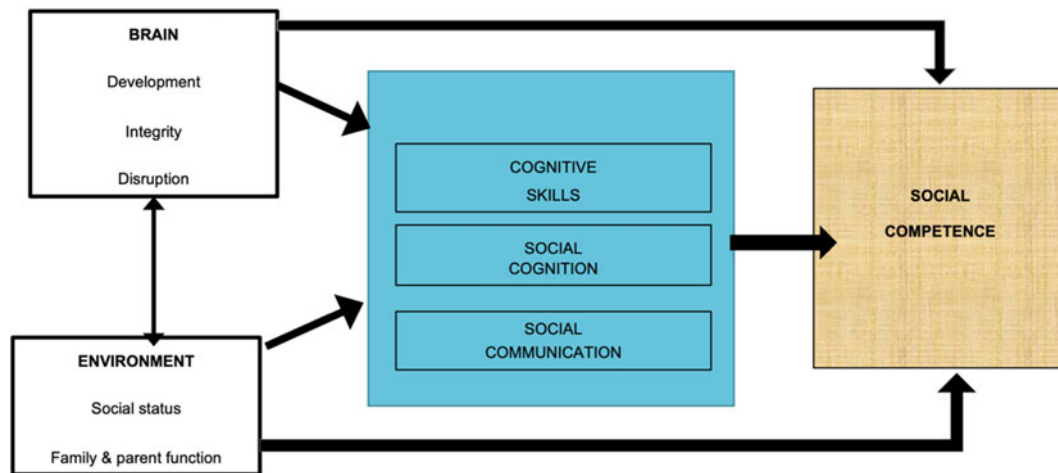 BRAIN
Development
Integrity
Disruption
ENVIRONMENT
Social status
Family & parent function
COGNITIVE
SKILLS
SOCIAL
COGNITION
SOCIAL
COMMUNICATION
SOCIAL
COMPETENCE